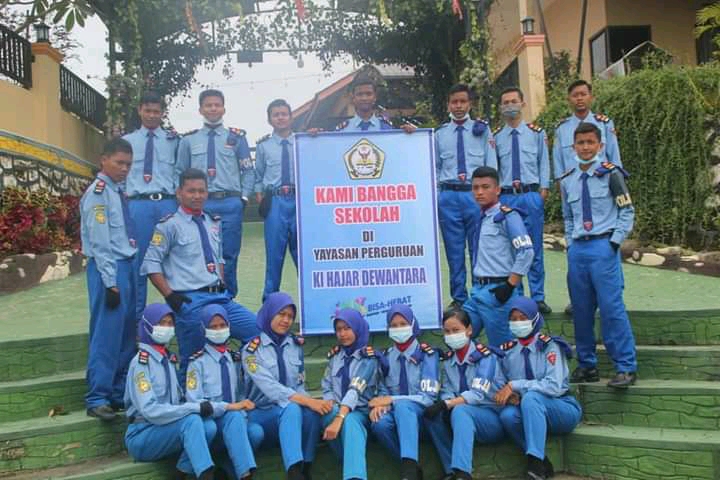 KAMI BANGGA
SEKOLAH
DI
YAYASAN PERGURUAN
KI HAJAR DEWANTARA
BISA-HEBAT